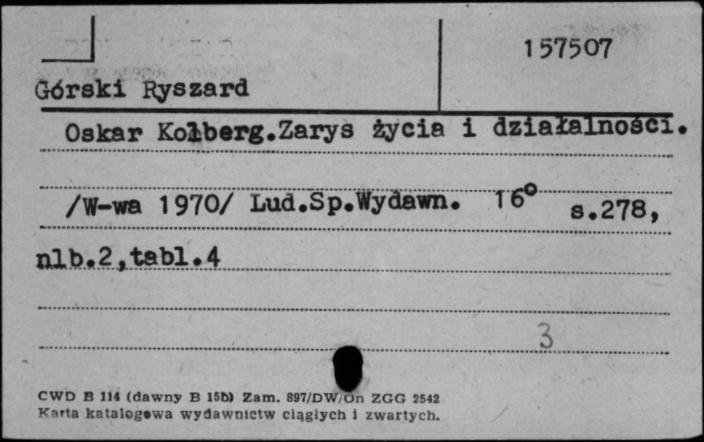 157507
Górski Ryszard
Oskar Kolberg.Zarys życia i działalności.
/W-wa 1970/ Lud.Sp.Wydawn. 16° s.278,
nlb.2,tabl.4
3
CWD B 114 (dawny B 15b) Zam. 897/DW/Dn ZGG 2542
Karta katalogowa wydawnictw ciągłych i zwartych.